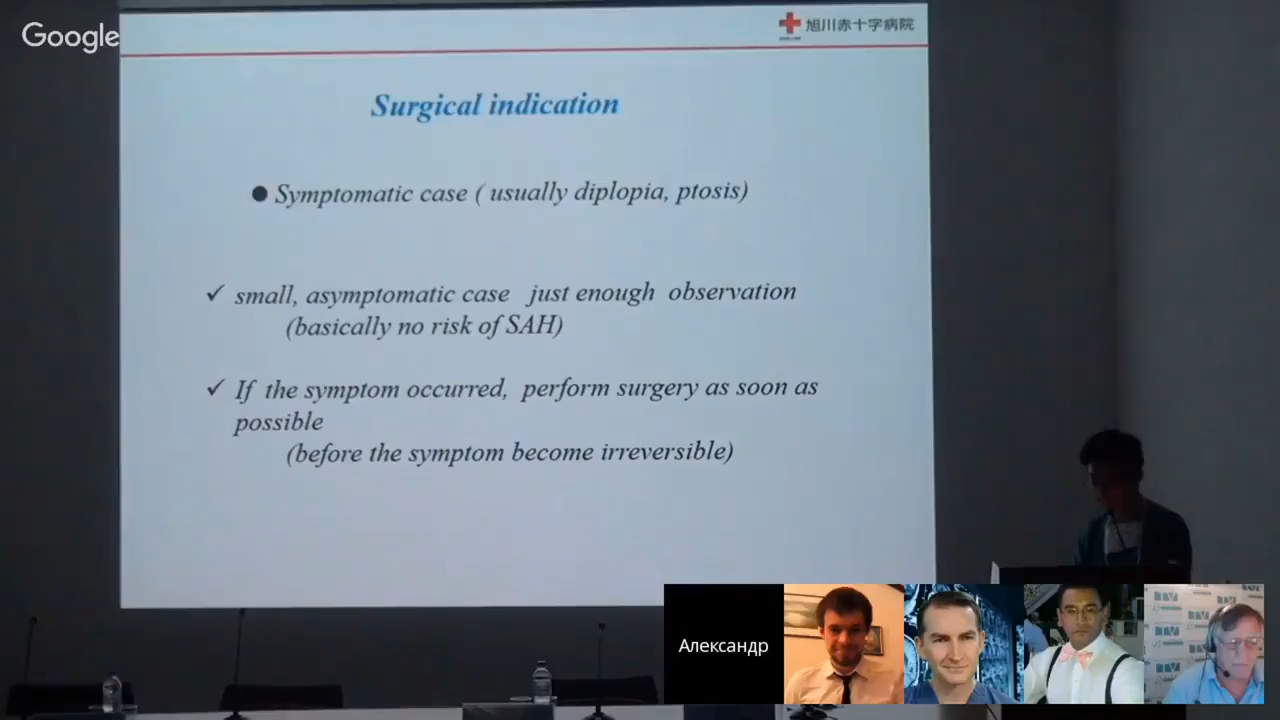 Google
旭川赤十字病院
Surgical indication
● Symptomatic case ( usually diplopia, ptosis)
✓ small, asymptomatic case just enough observation
(basically no risk of SAH)
✓ If the symptom occurred, perform surgery as soon as
possible
(before the symptom become irreversible)
Александр